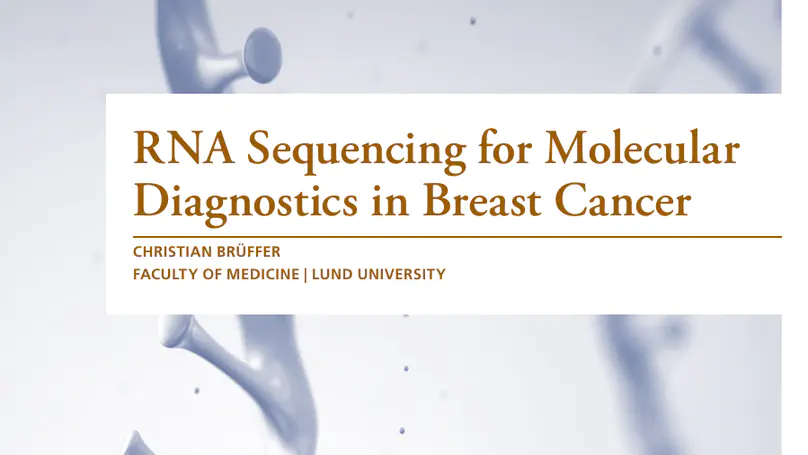 RNA Sequencing for Molecular
Diagnostics in Breast Cancer
CHRISTIAN BRÜFFER
FACULTY OF MEDICINE | LUND UNIVERSITY